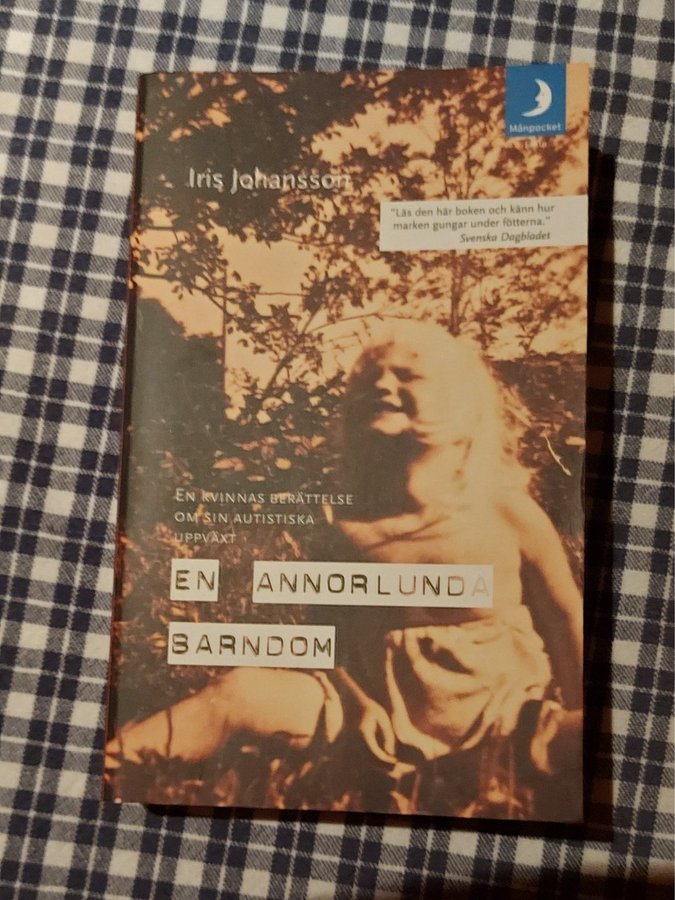 Månpocket
Iris Johansson
"Läs den här boken och känn hur
marken gungar under fötterna."
Svenska Dagbladet
En kvinnas berättelse
om sin autistiska
uppväxt
EN ANNORLUNDA
BARNDOM